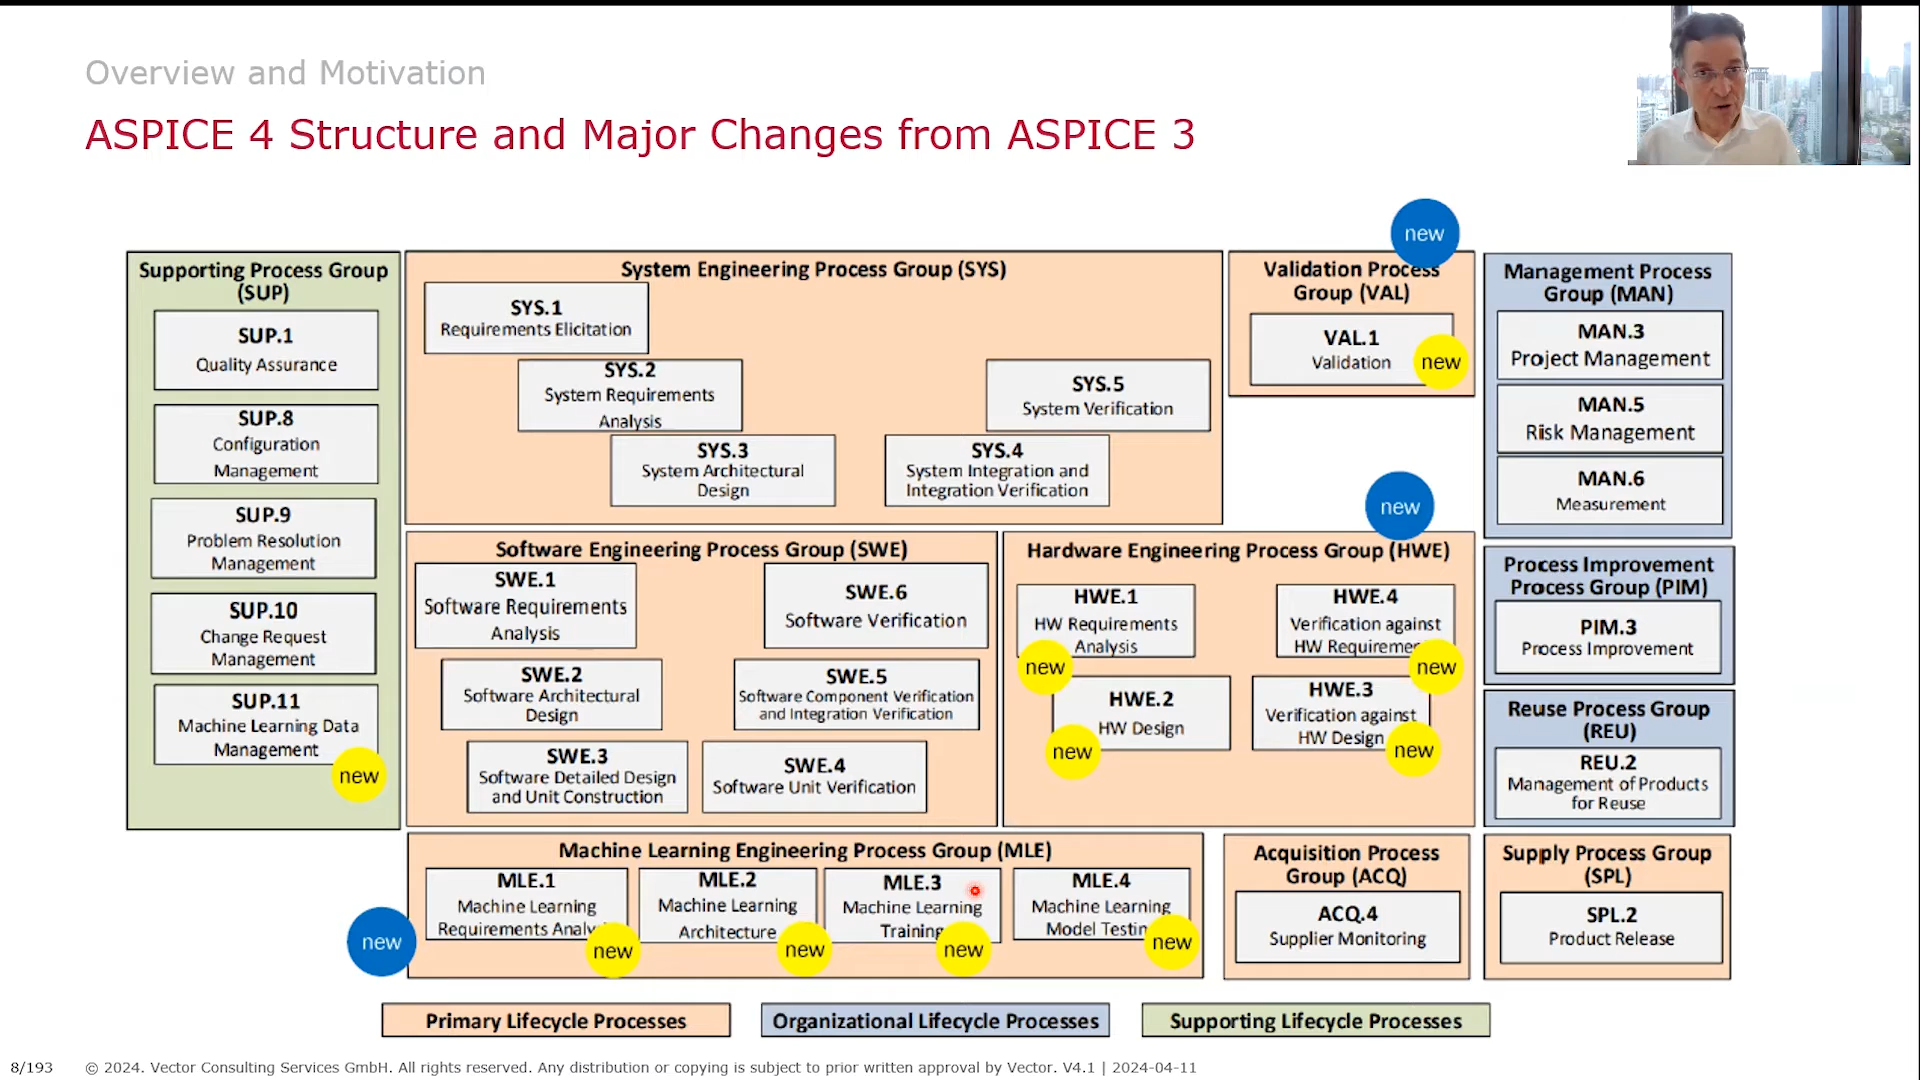 Overview and Motivation
ASPICE 4 Structure and Major Changes from ASPICE 3
Supporting Process Group
(SUP)
SUP.1
Quality Assurance
SUP.8
Configuration
Management
SUP.9
Problem Resolution
Management
SUP.10
Change Request
Management
SUP.11
Machine Learning Data
Management
new
System Engineering Process Group (SYS)
SYS.1
Requirements Elicitation
SYS.2
System Requirements
Analysis
SYS.3
System Architectural
Design
SYS.4
System Integration and
Integration Verification
SYS.5
System Verification
new
Validation Process
Group (VAL)
VAL.1
Validation
new
Management Process
Group (MAN)
MAN.3
Project Management
MAN.5
Risk Management
MAN.6
Measurement
Software Engineering Process Group (SWE)
SWE.1
Software Requirements
Analysis
SWE.2
Software Architectural
Design
SWE.3
Software Detailed Design
and Unit Construction
SWE.4
Software Unit Verification
SWE.5
Software Component Verification
and Integration Verification
SWE.6
Software Verification
new
Hardware Engineering Process Group (HWE)
HWE.1
HW Requirements
Analysis
new
HWE.2
HW Design
new
HWE.4
Verification against
HW Requireme
new
HWE.3
Verification against
HW Design
new
Process Improvement
Process Group (PIM)
PIM.3
Process Improvement
Reuse Process Group
(REU)
REU.2
Management of Products
for Reuse
new
Machine Learning Engineering Process Group (MLE)
MLE.1
Machine Learning
Requirements Analy
new
MLE.2
Machine Learning
Architecture
new
MLE.3
Machine Learning
Training
new
MLE.4
Machine Learning
Model Testin
new
Acquisition Process
Group (ACQ)
ACQ.4
Supplier Monitoring
Supply Process Group
(SPL)
SPL.2
Product Release
Primary Lifecycle Processes
Organizational Lifecycle Processes
Supporting Lifecycle Processes
8/193 © 2024. Vector Consulting Services GmbH. All rights reserved. Any distribution or copying is subject to prior written approval by Vector. V4.1 | 2024-04-11